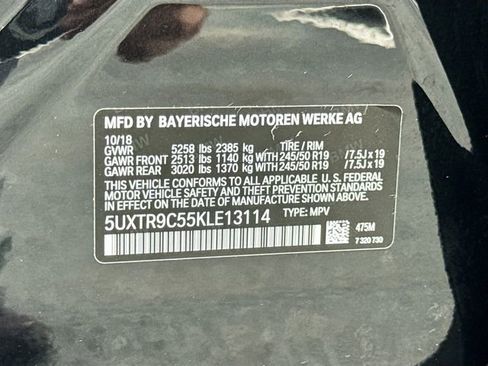 MFD BY BAYERISCHE MOTOREN WERKE AG
10/18
GVWR 5258 lbs 2385 kg TIRE / RIM
GAWR FRONT 2513 lbs 1140 kg WITH 245/50 R19 /7.5J x 19
GAWR REAR 3020 lbs 1370 kg WITH 245/50 R19 /7.5J x 19
THIS VEHICLE CONFORMS TO ALL APPLICABLE U.S. FEDERAL
MOTOR VEHICLE SAFETY, BUMPER, AND THEFT PREVENTION
STANDARDS IN EFFECT ON THE DATE OF MANUFACTURE SHOWN ABOVE.
5UXTR9C55KLE13114 TYPE: MPV
475M
7 320 730